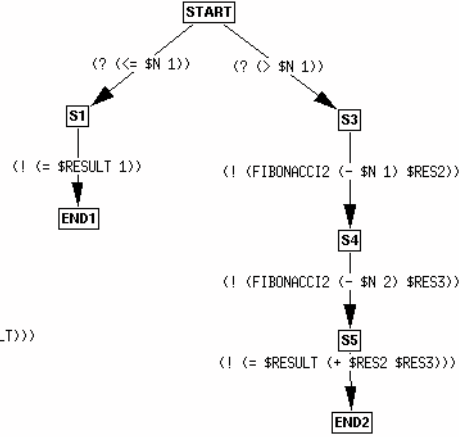 START
(? (<= $N 1)) (? (> $N 1))
S1 S3
(! (= $RESULT 1)) (! (FIBONACCI2 (- $N 1) $RES2))
END1
S4
(! (FIBONACCI2 (- $N 2) $RES3))
LT))) S5
(! (= $RESULT (+ $RES2 $RES3)))
END2